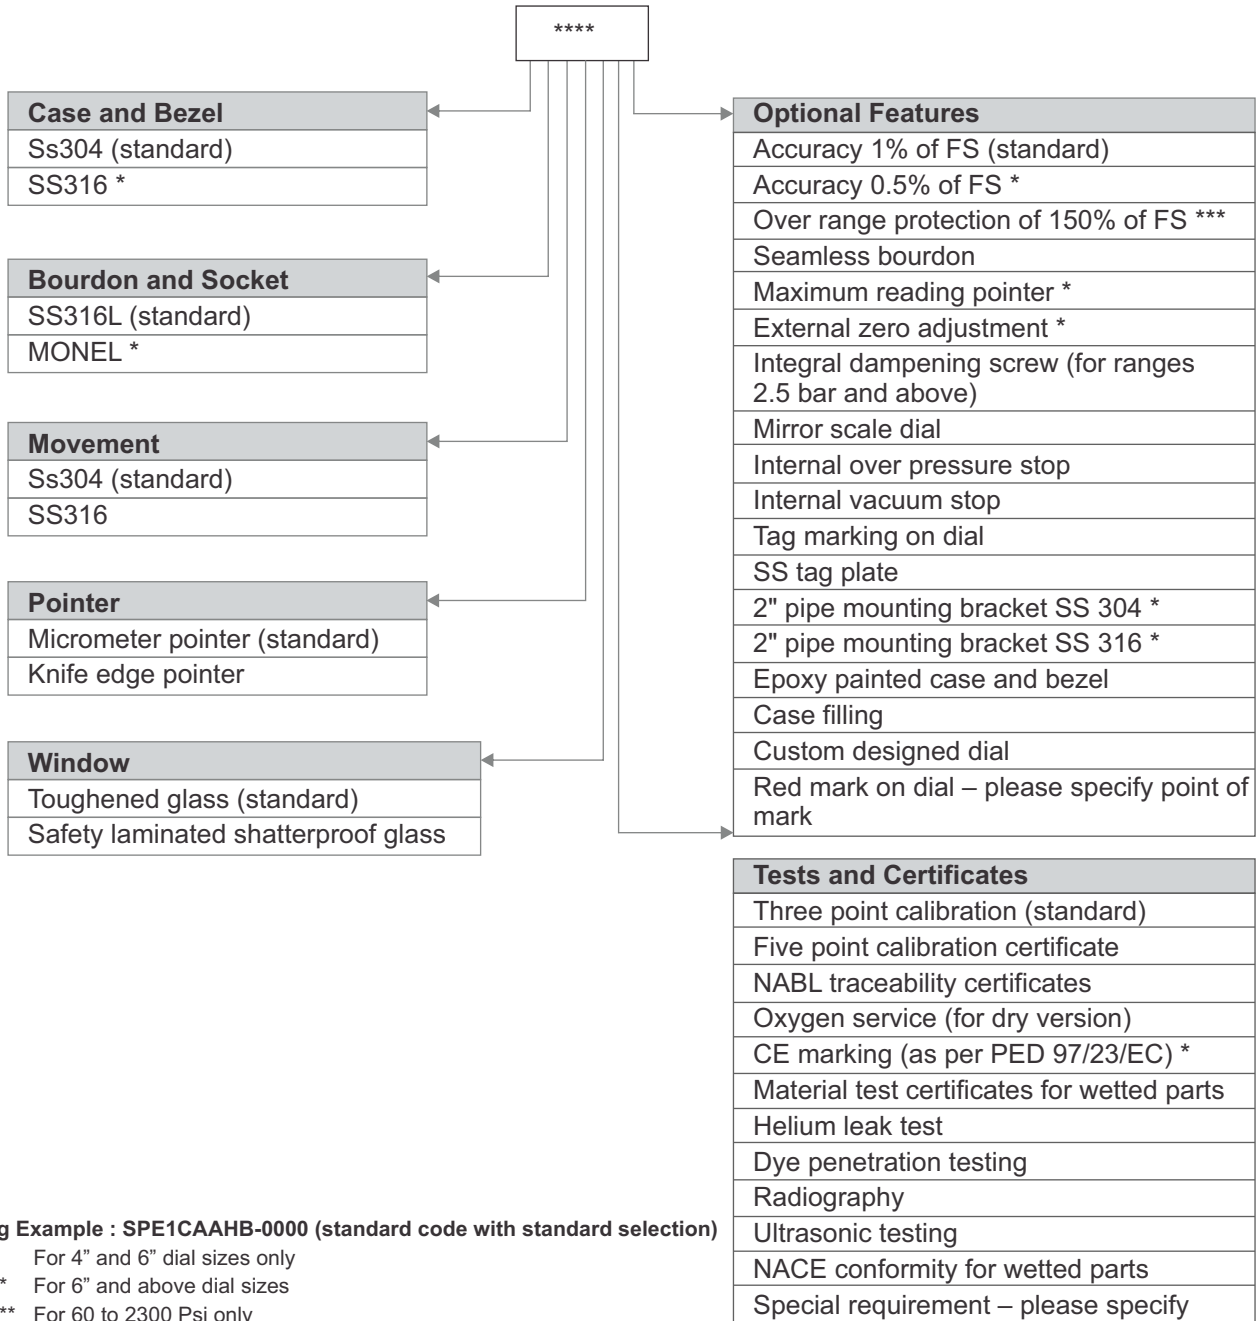 ****
Case and Bezel
Ss304 (standard)
SS316 *
Bourdon and Socket
SS316L (standard)
MONEL *
Movement
Ss304 (standard)
SS316
Pointer
Micrometer pointer (standard)
Knife edge pointer
Window
Toughened glass (standard)
Safety laminated shatterproof glass
Optional Features
Accuracy 1% of FS (standard)
Accuracy 0.5% of FS *
Over range protection of 150% of FS ***
Seamless bourdon
Maximum reading pointer *
External zero adjustment *
Integral dampening screw (for ranges
2.5 bar and above)
Mirror scale dial
Internal over pressure stop
Internal vacuum stop
Tag marking on dial
SS tag plate
2" pipe mounting bracket SS 304 *
2" pipe mounting bracket SS 316 *
Epoxy painted case and bezel
Case filling
Custom designed dial
Red mark on dial – please specify point of
mark
Tests and Certificates
Three point calibration (standard)
Five point calibration certificate
NABL traceability certificates
Oxygen service (for dry version)
CE marking (as per PED 97/23/EC) *
Material test certificates for wetted parts
Helium leak test
Dye penetration testing
Radiography
Ultrasonic testing
NACE conformity for wetted parts
Special requirement – please specify
g Example : SPE1CAAHB-0000 (standard code with standard selection)
For 4” and 6” dial sizes only
* For 6” and above dial sizes
** For 60 to 2300 Psi only